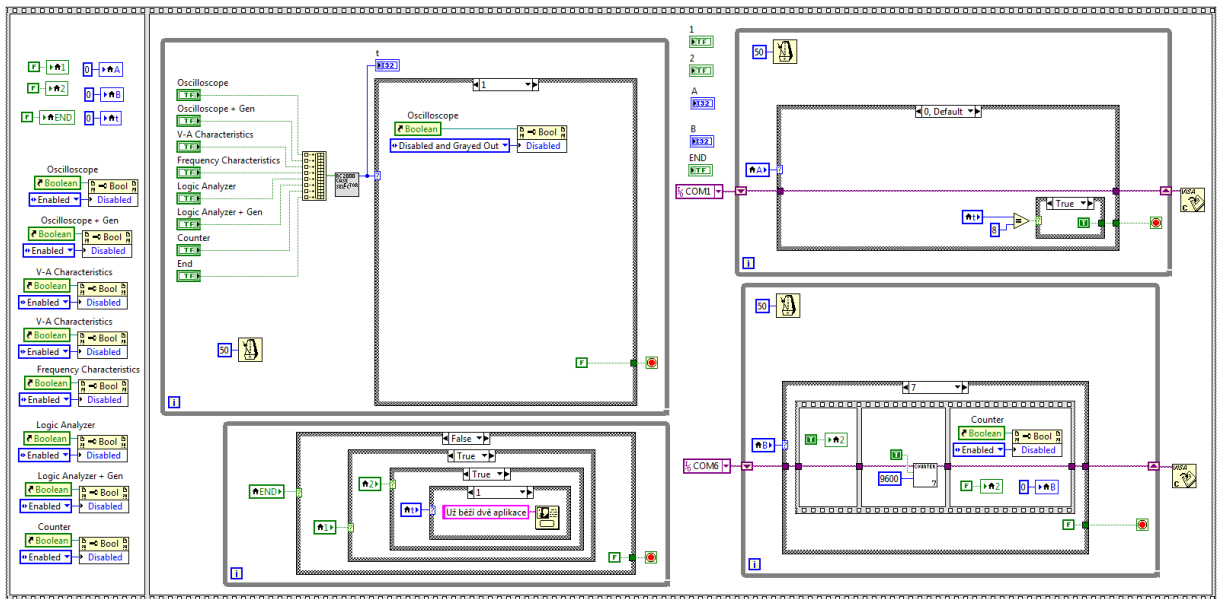 F 1 0 A
F 2 0 B
F END 0 t
Oscilloscope
Boolean Bool
Enabled Disabled
Oscilloscope + Gen
Boolean Bool
Enabled Disabled
V-A Characteristics
Boolean Bool
Enabled Disabled
V-A Characteristics
Boolean Bool
Enabled Disabled
Frequency Characteristics
Boolean Bool
Enabled Disabled
Logic Analyzer
Boolean Bool
Enabled Disabled
Logic Analyzer + Gen
Boolean Bool
Enabled Disabled
Counter
Boolean Bool
Enabled Disabled
t
I32
Oscilloscope
TF
Oscilloscope + Gen
TF
V-A Characteristics
TF
Frequency Characteristics
TF
Logic Analyzer
TF
Logic Analyzer + Gen
TF
Counter
TF
End
TF
RC2000
CASE
SELECTOR
1
Oscilloscope
Boolean Bool
Disabled and Grayed Out Disabled
F
50
i
False
True
True
1
END
2
1
t
Už běží dvé aplikace
F
i
1
TF
2
TF
A
I32
B
I32
END
TF
COM1
50
0, Default
A
t
8
True
T
VISA
C
i
COM6
50
7
B
T 2
T
9600
COUNTER
?
Counter
Boolean Bool
Enabled Disabled
F 2 0 B
F
VISA
C
i